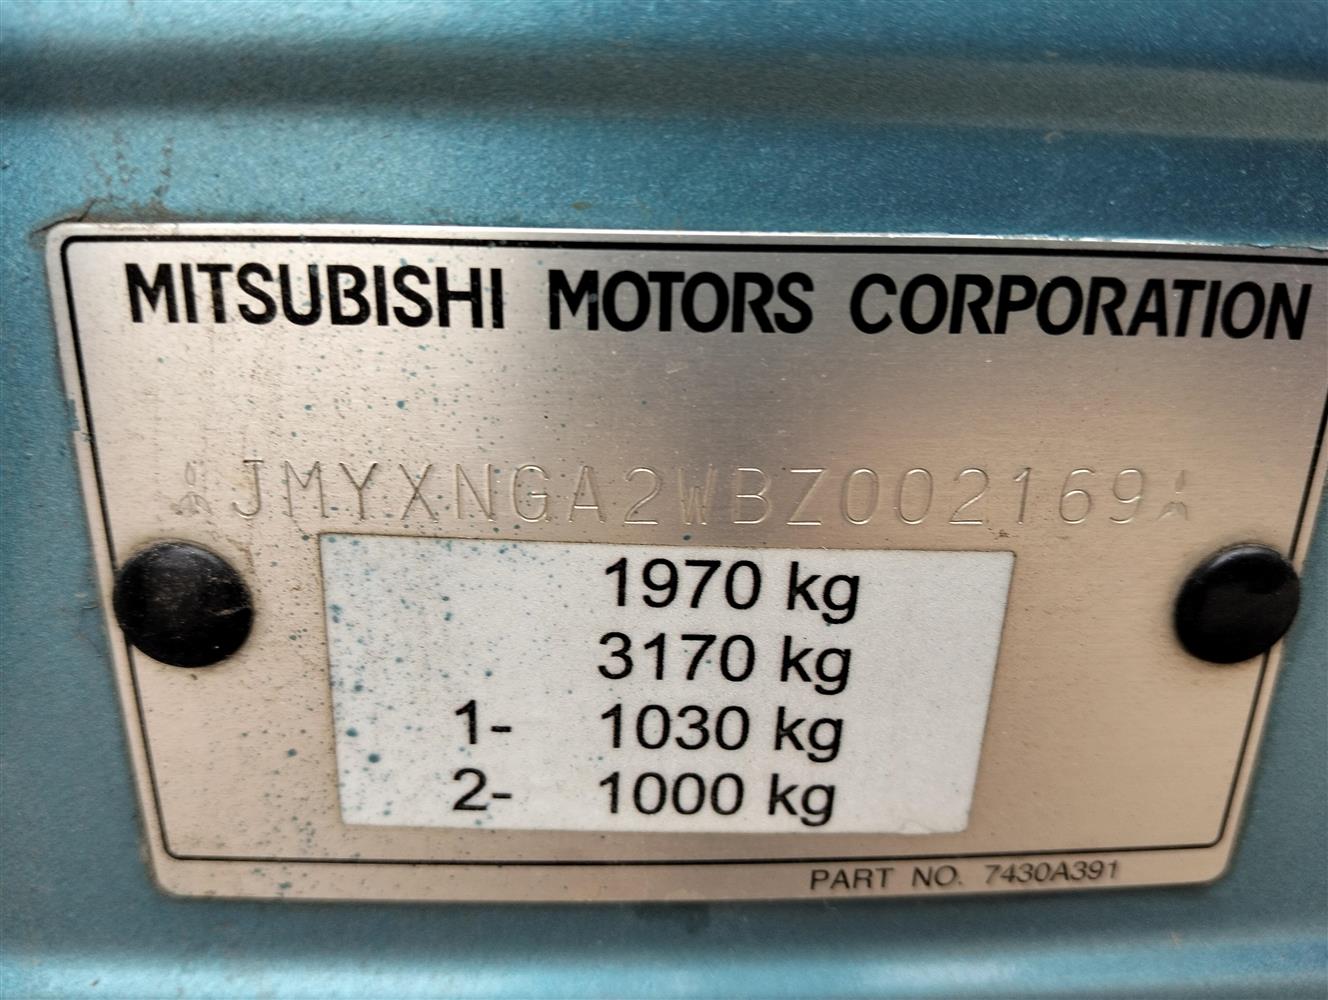 MITSUBISHI MOTORS CORPORATION
JMYXNGA2WBZ002169
1970 kg
3170 kg
1- 1030 kg
2- 1000 kg
PART NO. 7430A391